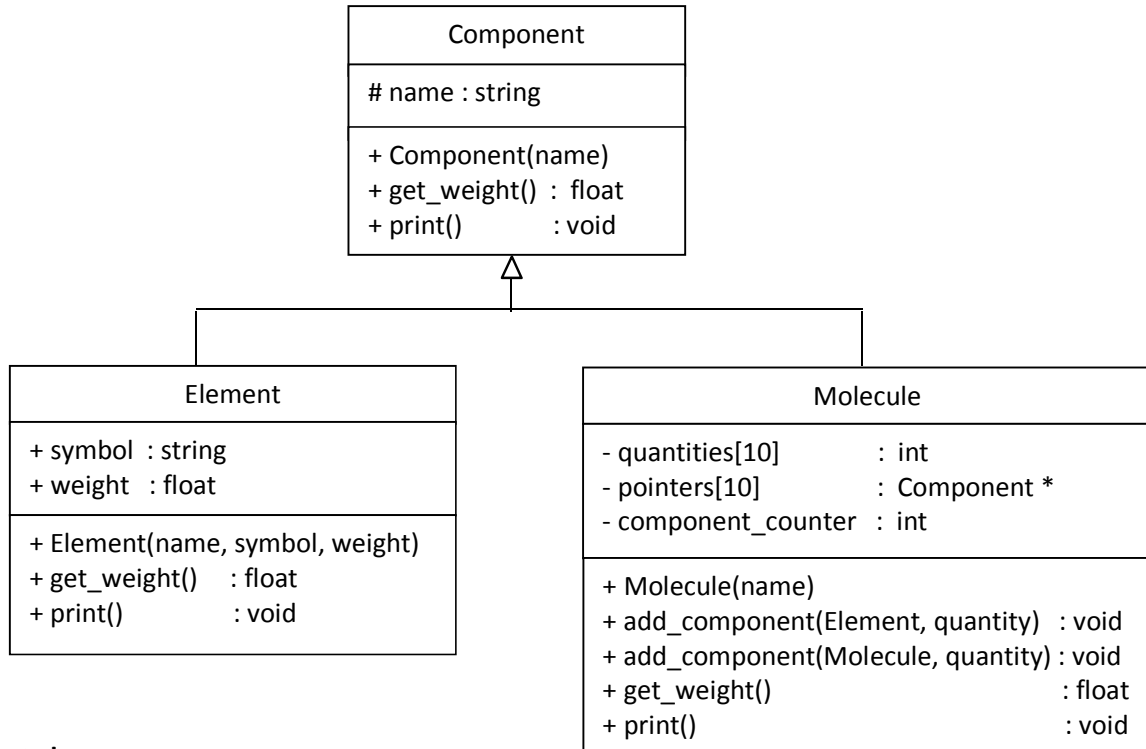 Component
# name : string
+ Component(name)
+ get_weight() : float
+ print() : void
Element
+ symbol : string
+ weight : float
+ Element(name, symbol, weight)
+ get_weight() : float
+ print() : void
Molecule
- quantities[10] : int
- pointers[10] : Component *
- component_counter : int
+ Molecule(name)
+ add_component(Element, quantity) : void
+ add_component(Molecule, quantity) : void
+ get_weight() : float
+ print() : void